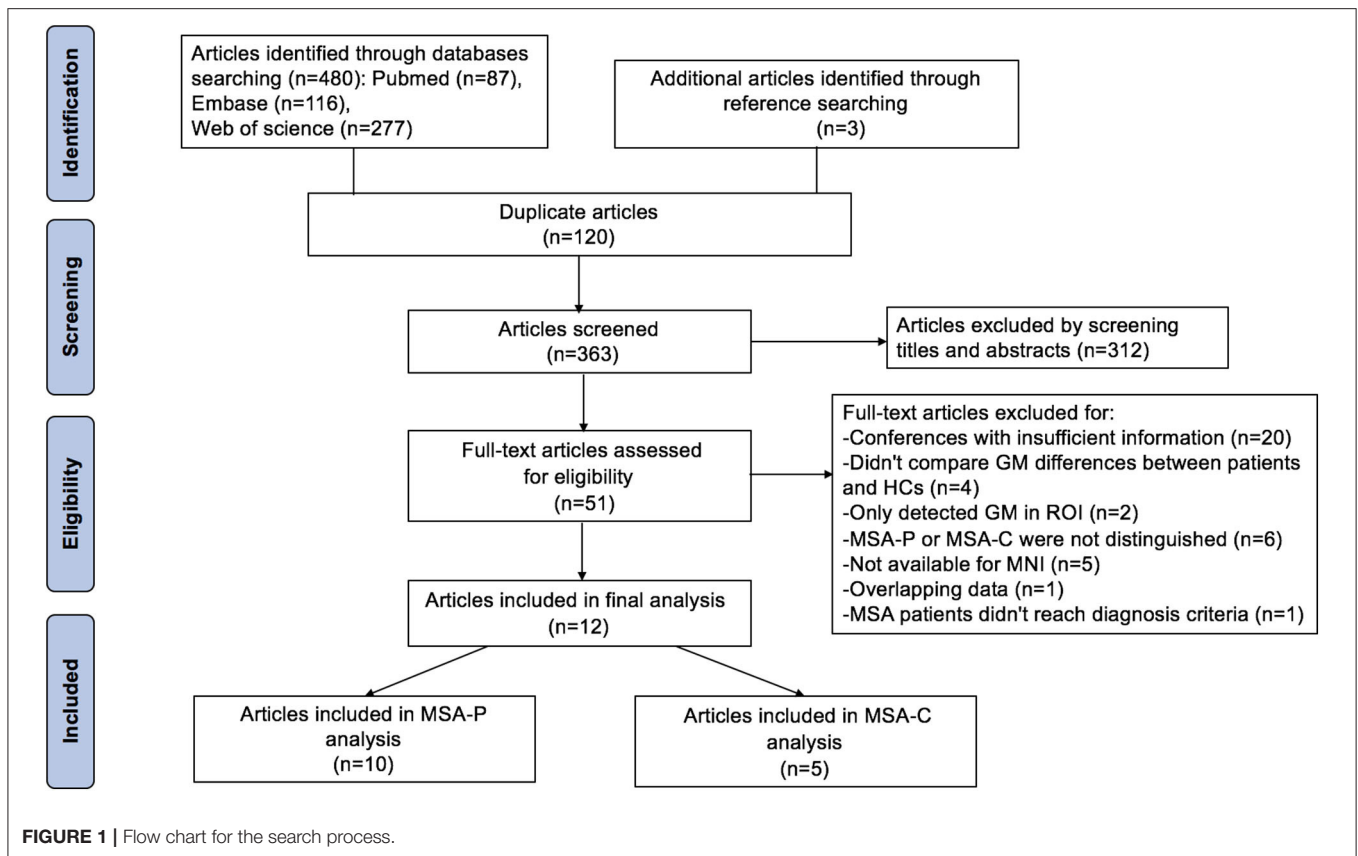 Identification
Articles identified through databases
searching (n=480): Pubmed (n=87),
Embase (n=116),
Web of science (n=277)
Additional articles identified through
reference searching
(n=3)
Duplicate articles
(n=120)
Screening
Articles screened
(n=363)
Articles excluded by screening
titles and abstracts (n=312)
Eligibility
Full-text articles assessed
for eligibility
(n=51)
Full-text articles excluded for:
-Conferences with insufficient information (n=20)
-Didn't compare GM differences between patients
and HCs (n=4)
-Only detected GM in ROI (n=2)
-MSA-P or MSA-C were not distinguished (n=6)
-Not available for MNI (n=5)
-Overlapping data (n=1)
-MSA patients didn't reach diagnosis criteria (n=1)
Articles included in final analysis
(n=12)
Included
Articles included in MSA-P
analysis
(n=10)
Articles included in MSA-C
analysis
(n=5)
FIGURE 1 | Flow chart for the search process.